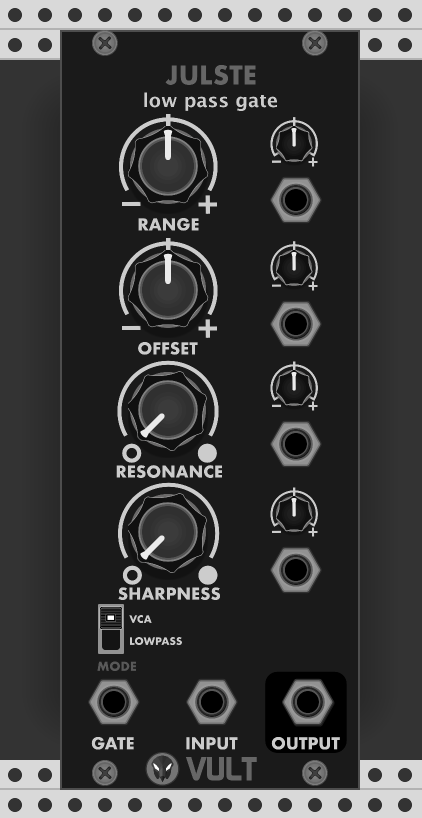 JULSTE
low pass gate
RANGE
OFFSET
RESONANCE
SHARPNESS
VCA
LOWPASS
MODE
GATE INPUT OUTPUT
VULT